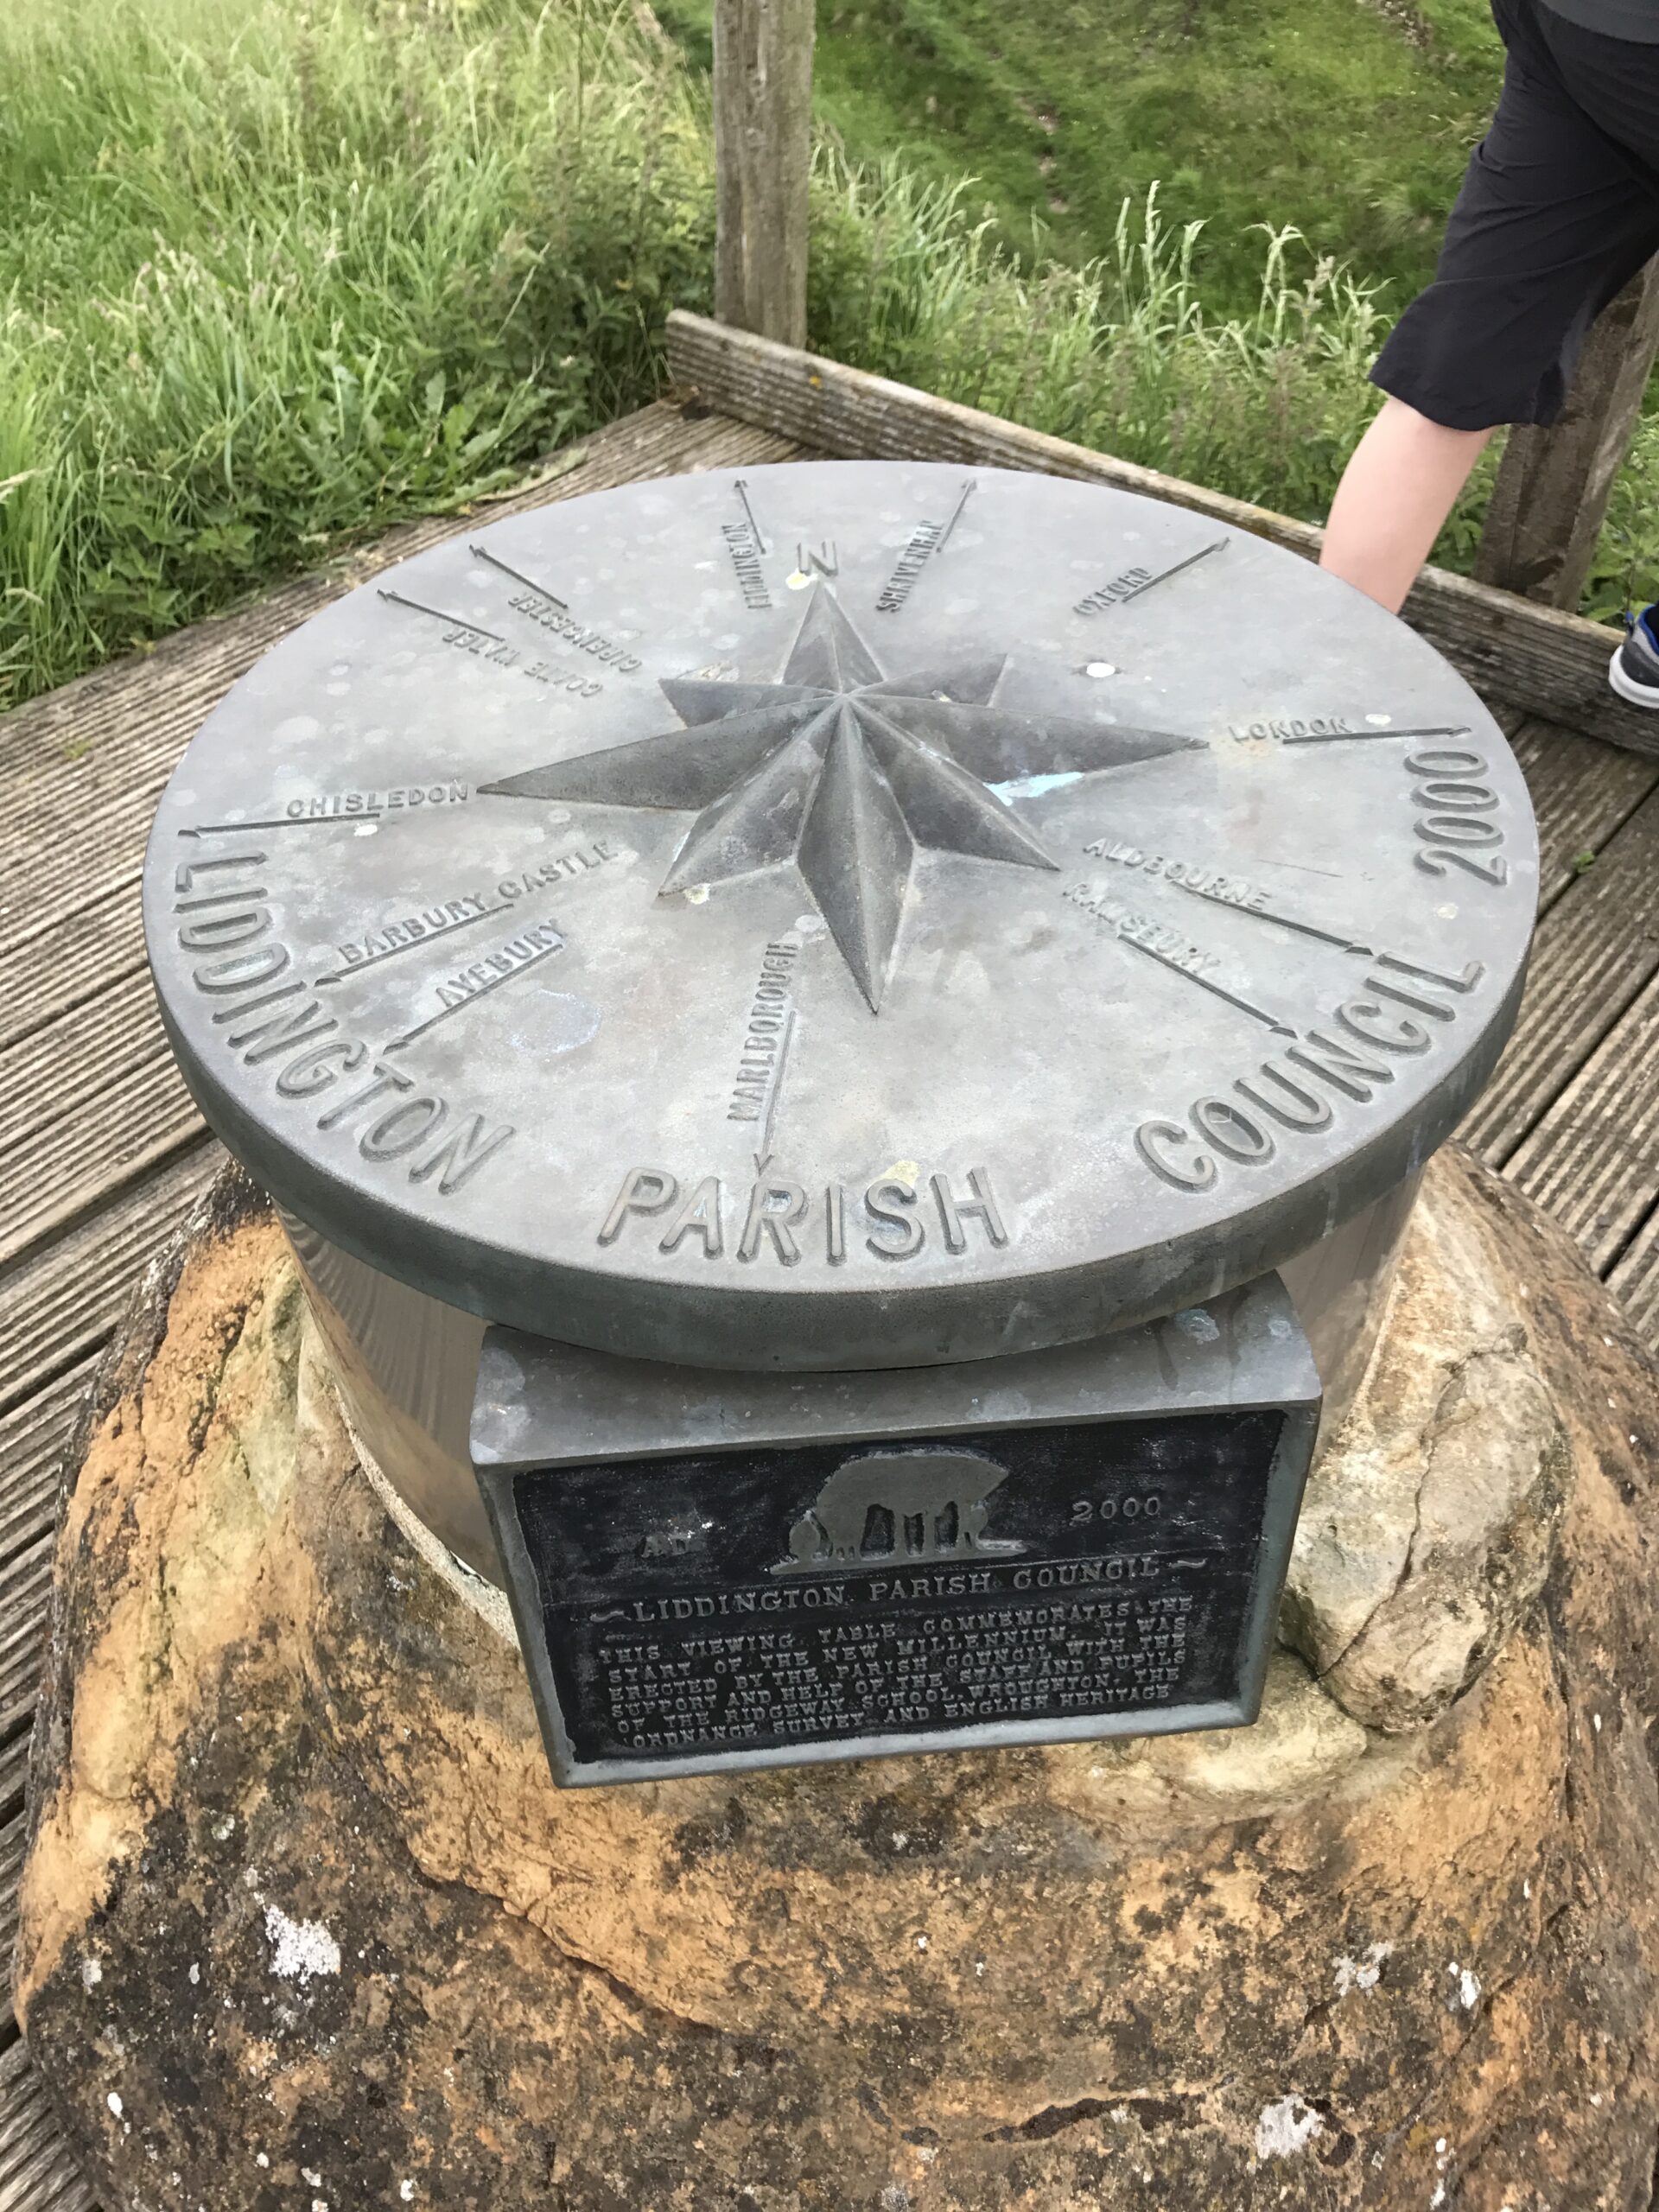 N
LIDDINGTON
SHRIVENHAM
OXFORD
CIRENCESTER
COATE WATER
LONDON
CHISLEDON
ALDBOURNE
BARBURY CASTLE
RAMSBURY
AVEBURY
MARLBOROUGH
LIDDINGTON PARISH COUNCIL 2000
AD 2000
~LIDDINGTON PARISH COUNCIL~
THIS VIEWING TABLE COMMEMORATES THE
START OF THE NEW MILLENNIUM. IT WAS
ERECTED BY THE PARISH COUNCIL WITH THE
SUPPORT AND HELP OF THE STAFF AND PUPILS
OF THE RIDGEWAY SCHOOL, WROUGHTON, THE
ORDNANCE SURVEY AND ENGLISH HERITAGE